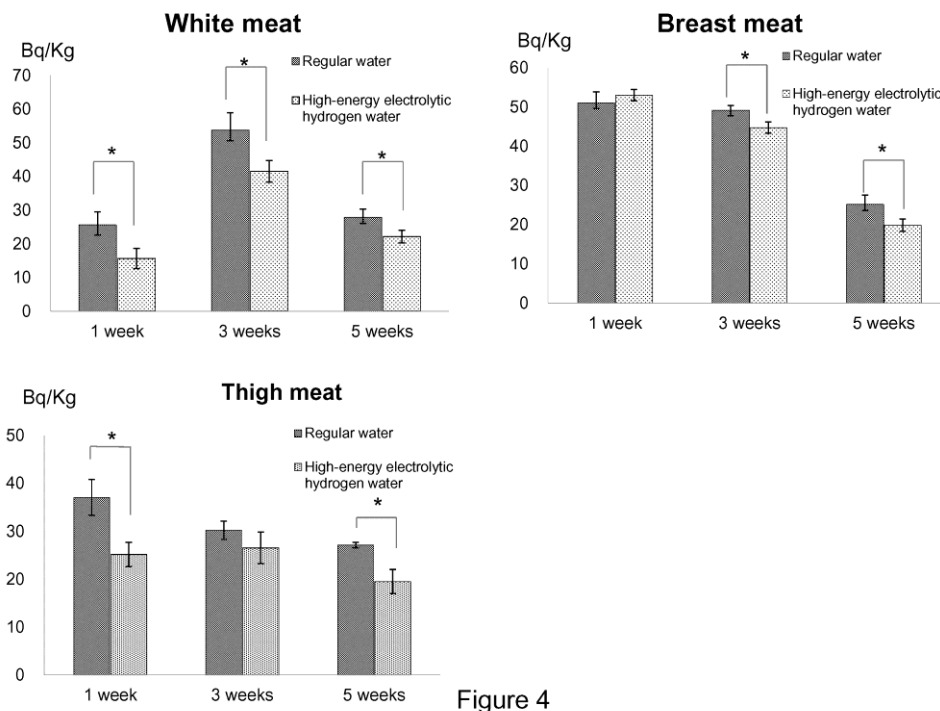 White meat
Bq/Kg
Regular water
High-energy electrolytic
hydrogen water
70
60
50
40
30
20
10
0
*
*
*
1 week
3 weeks
5 weeks
Breast meat
Bq/Kg
Regular water
High-energy electrolytic
hydrogen water
60
50
40
30
20
10
0
*
*
1 week
3 weeks
5 weeks
Thigh meat
Bq/Kg
Regular water
High-energy electrolytic
hydrogen water
50
40
30
20
10
0
*
*
1 week
3 weeks
5 weeks
Figure 4